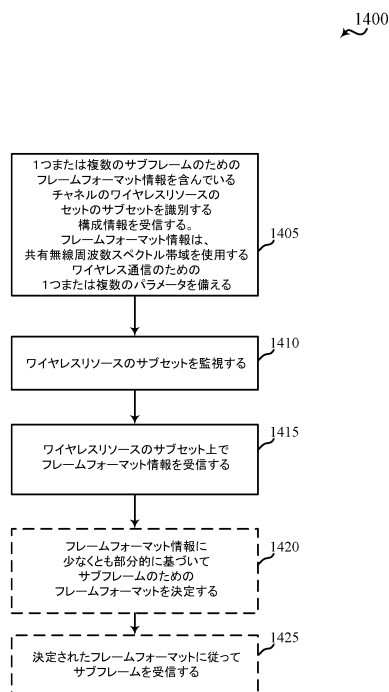 1400
1つまたは複数のサブフレームのための
フレームフォーマット情報を含んでいる
チャネルのワイヤレスリソースの
セットのサブセットを識別する
構成情報を受信する。
フレームフォーマット情報は、
共有無線周波数スペクトル帯域を使用する
ワイヤレス通信のための
1つまたは複数のパラメータを備える
1405
ワイヤレスリソースのサブセットを監視する
1410
ワイヤレスリソースのサブセット上で
フレームフォーマット情報を受信する
1415
フレームフォーマット情報に
少なくとも部分的に基づいて
サブフレームのための
フレームフォーマットを決定する
1420
決定されたフレームフォーマットに従って
サブフレームを受信する
1425